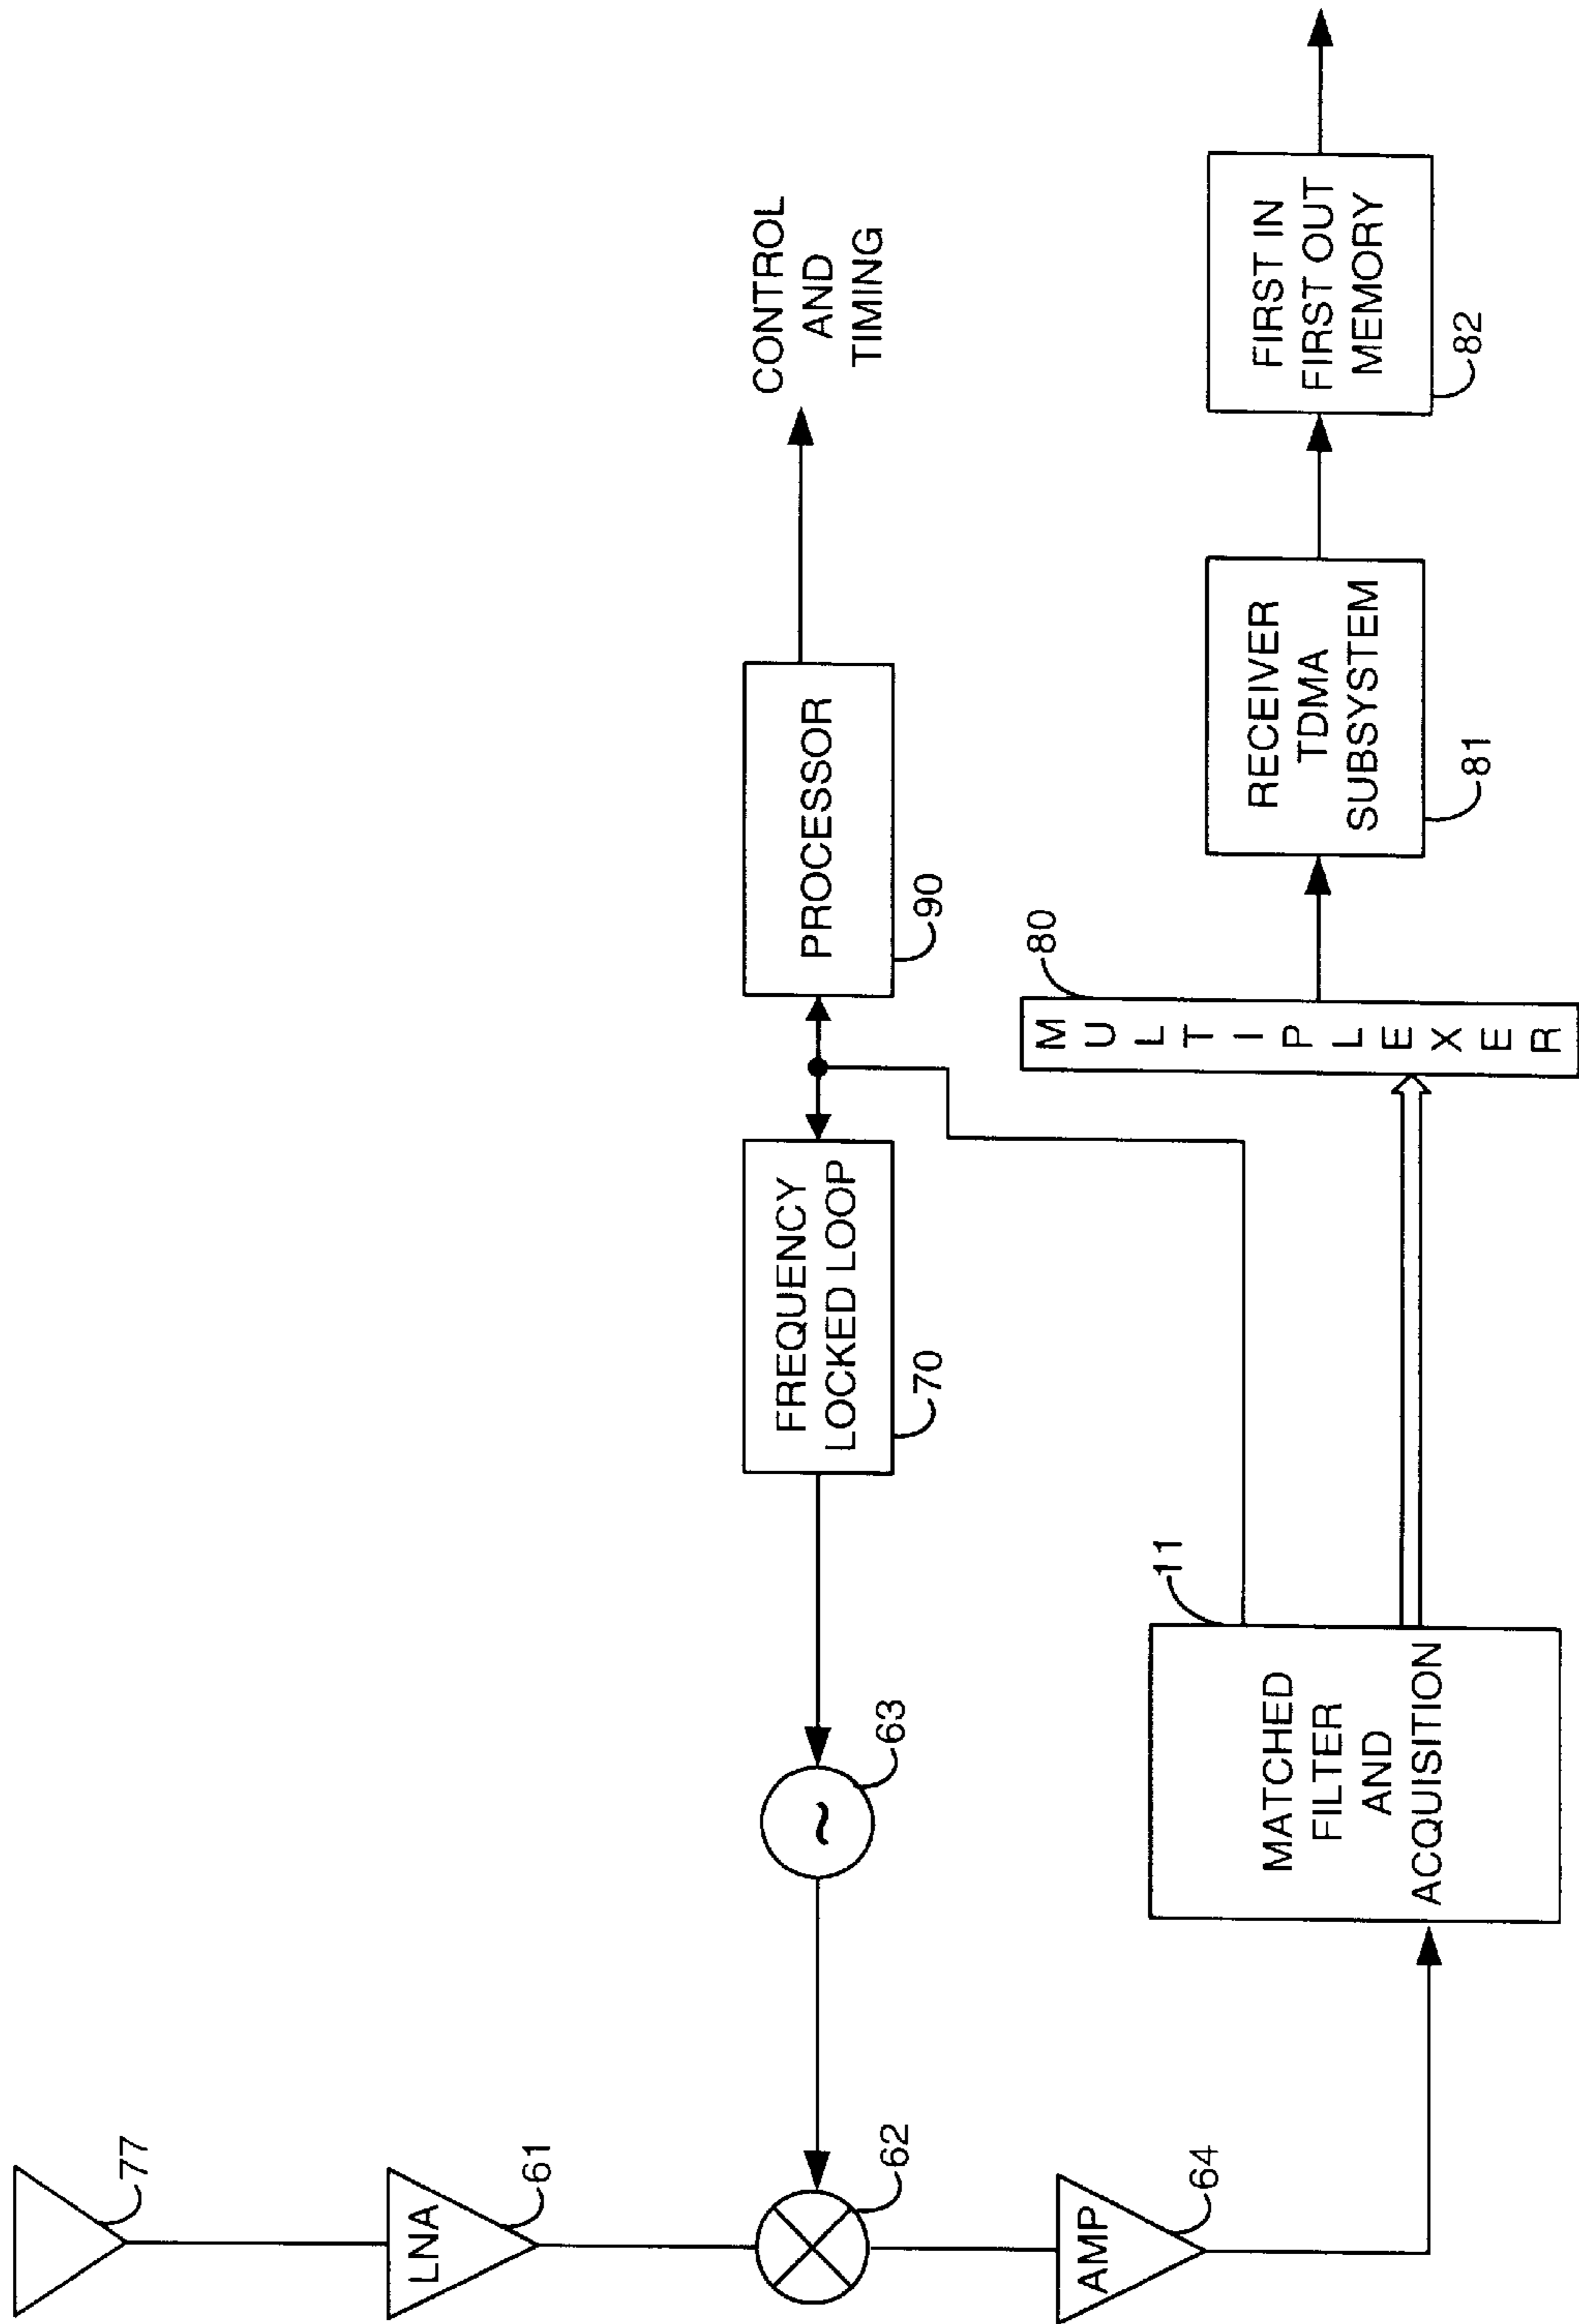 77
LNA
61
62
AMP
64
63
FREQUENCY
LOCKED LOOP
70
PROCESSOR
90
CONTROL
AND
TIMING
MATCHED
FILTER
AND
ACQUISITION
11
MULTIPLEXER
80
RECEIVER
TDMA
SUBSYSTEM
81
FIRST IN
FIRST OUT
MEMORY
82